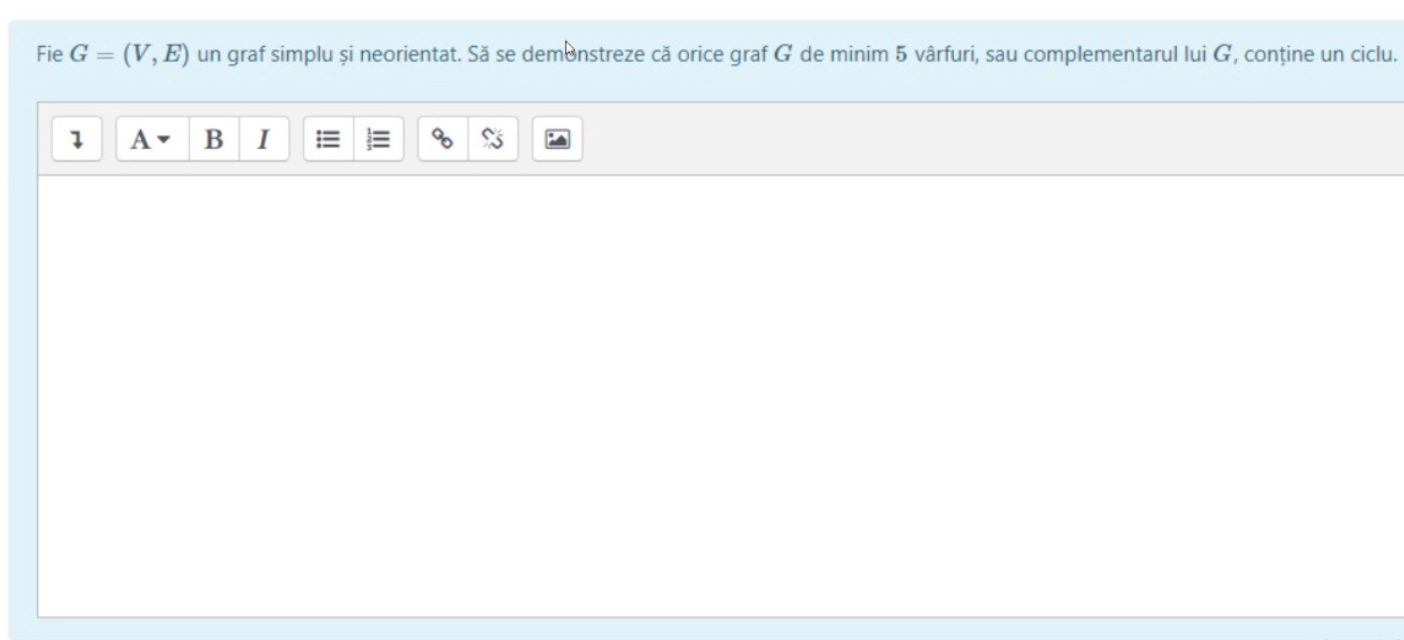 Fie G = (V, E) un graf simplu și neorientat. Să se demonstreze că orice graf G de minim 5 vârfuri, sau complementarul lui G, conține un ciclu.
A B I